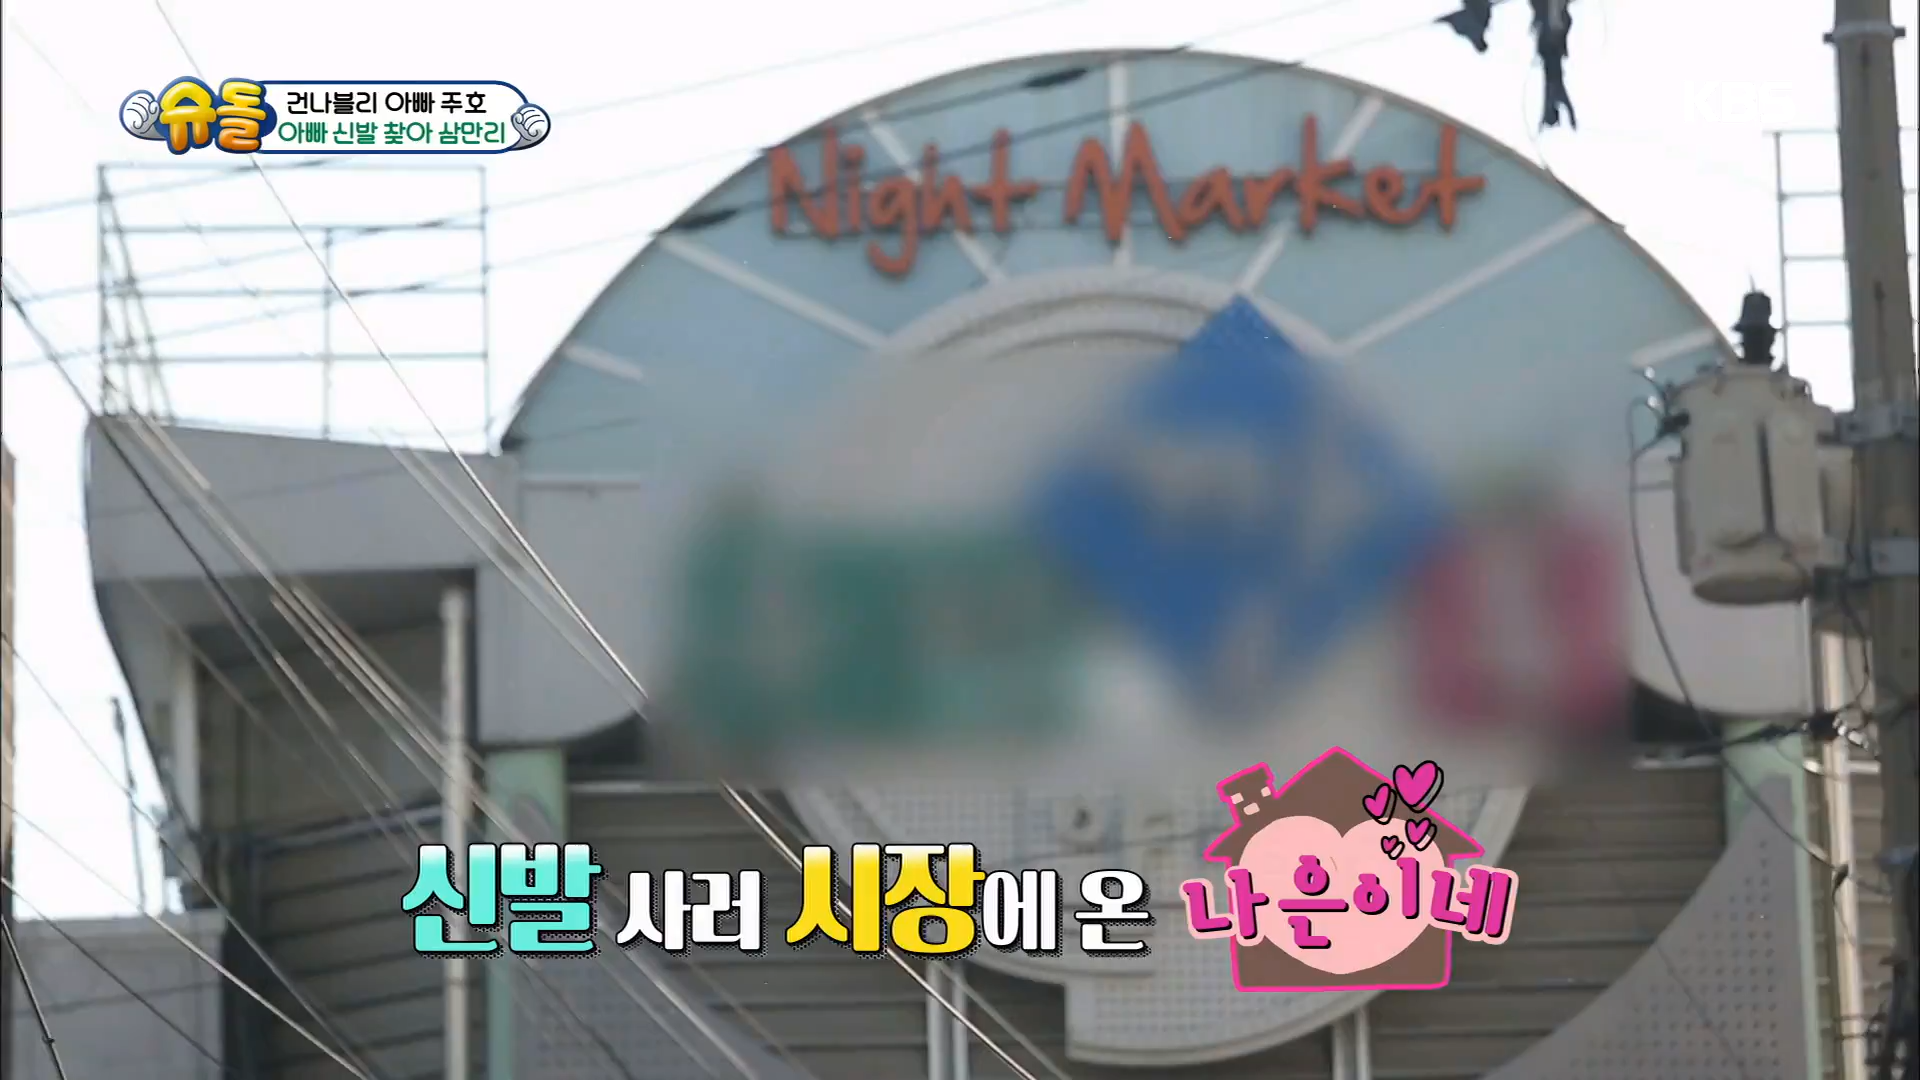 슈돌
건나블리 아빠 주호
아빠 신발 찾아 삼만리
KBS
Night Market
신발 사러 시장에 온 나은이네